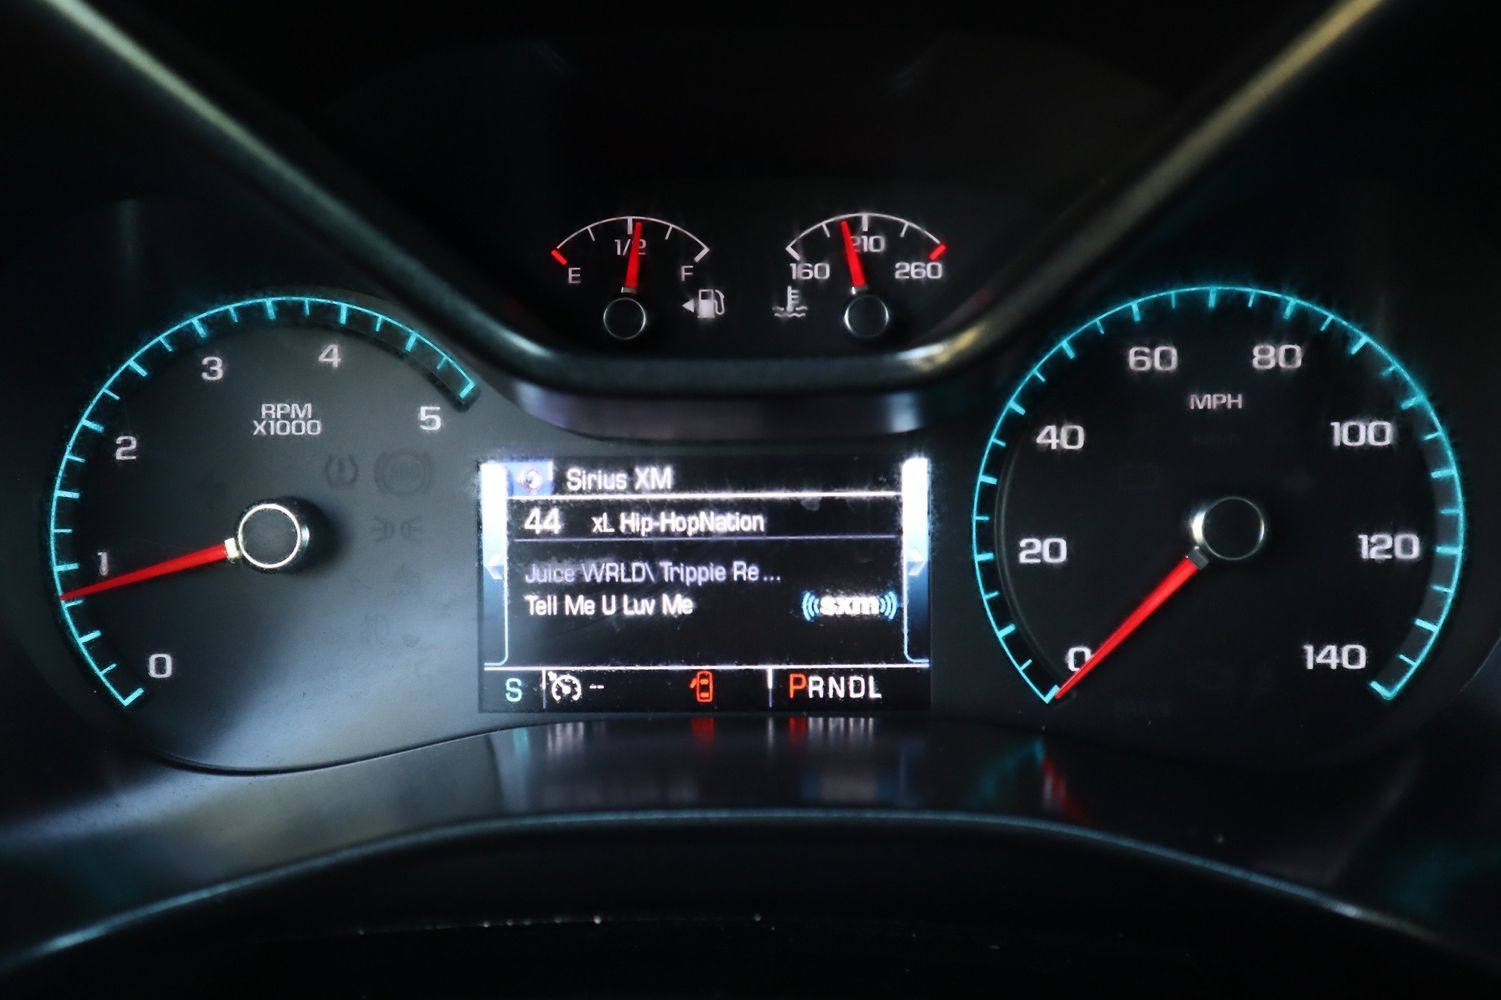 E 1/2 F
160 210 260
0 1 2 3 4 5
RPM
X1000
Sirius XM
44 xL Hip-HopNation
Juice WRLD\ Trippie Re...
Tell Me U Luv Me
((sxm))
S -- PRNDL
0 20 40 60 80 100 120 140
MPH